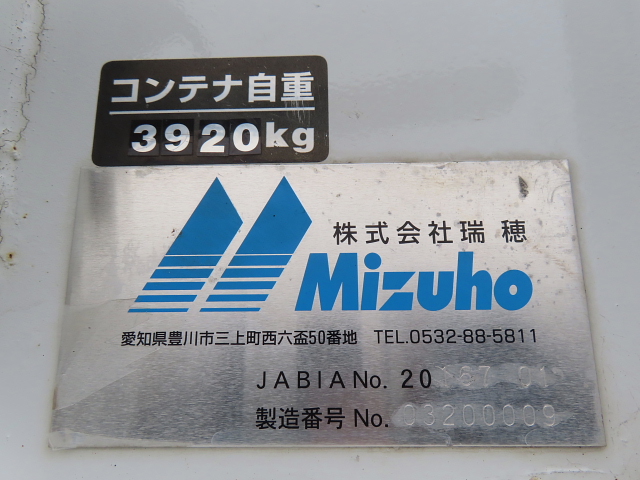 コンテナ自重
3920kg
株式会社瑞穂
Mizuho
愛知県豊川市三上町西六盃50番地 TEL.0532-88-5811
JABIA No. 20
製造番号 No. 03200009